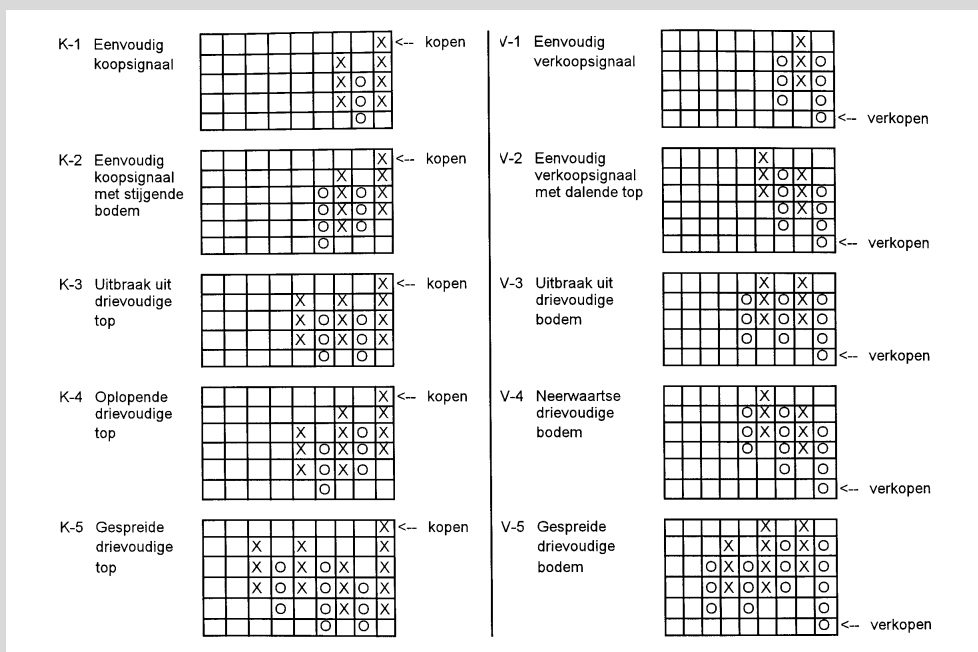 K-1 Eenvoudig
koopsignaal
<-- kopen
K-2 Eenvoudig
koopsignaal
met stijgende
bodem
<-- kopen
K-3 Uitbraak uit
drievoudige
top
<-- kopen
K-4 Oplopende
drievoudige
top
<-- kopen
K-5 Gespreide
drievoudige
top
<-- kopen
V-1 Eenvoudig
verkoopsignaal
<-- verkopen
V-2 Eenvoudig
verkoopsignaal
met dalende top
<-- verkopen
V-3 Uitbraak uit
drievoudige
bodem
<-- verkopen
V-4 Neerwaartse
drievoudige
bodem
<-- verkopen
V-5 Gespreide
drievoudige
bodem
<-- verkopen